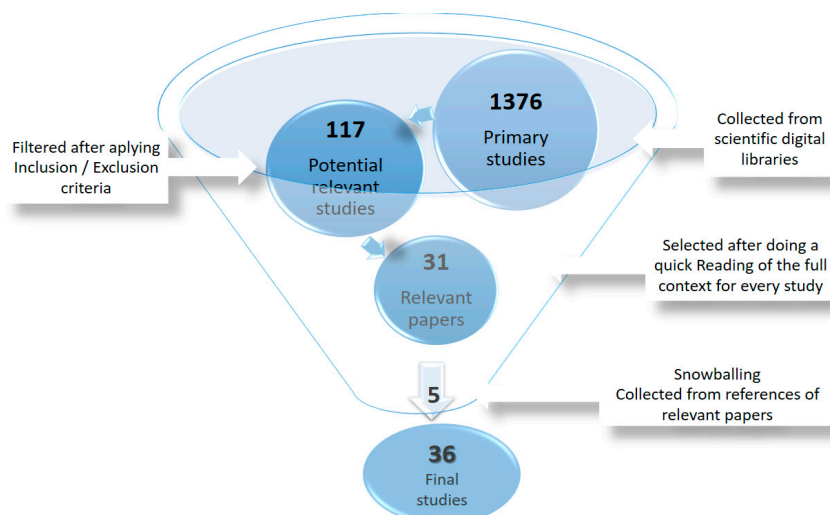 1376
Primary
studies
Collected from
scientific digital
libraries
117
Potential
relevant
studies
Filtered after aplying
Inclusion / Exclusion
criteria
31
Relevant
papers
Selected after doing a
quick Reading of the full
context for every study
5
Snowballing
Collected from references of
relevant papers
36
Final
studies